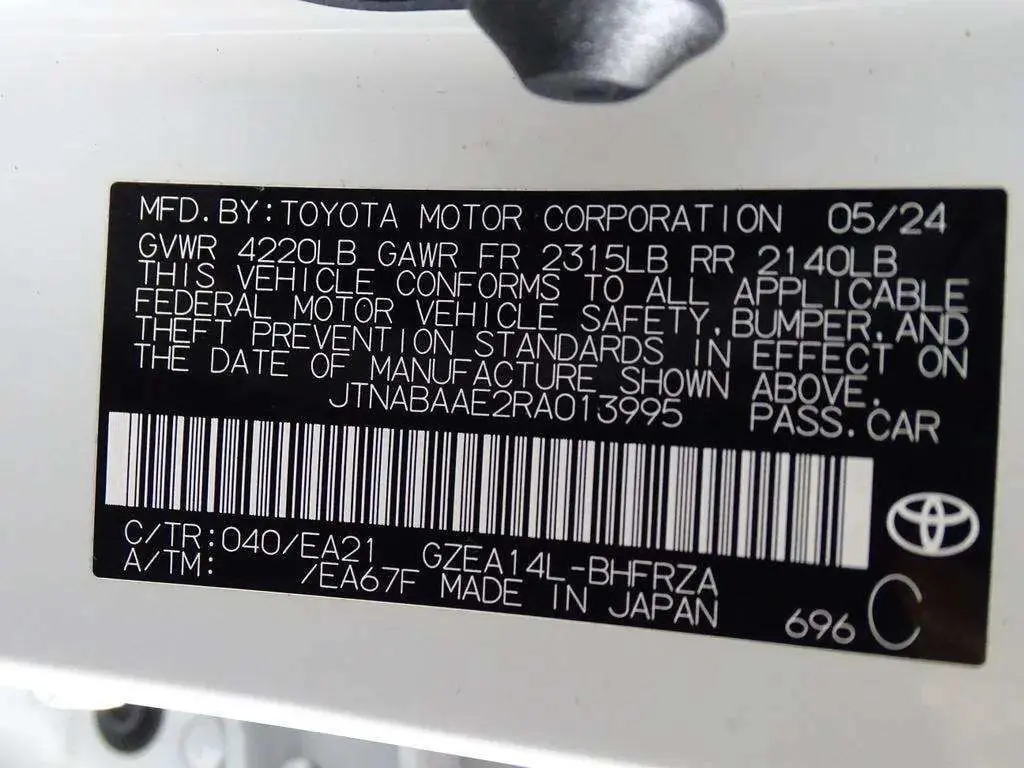 MFD.BY:TOYOTA MOTOR CORPORATION 05/24
GVWR 4220LB GAWR FR 2315LB RR 2140LB
THIS VEHICLE CONFORMS TO ALL APPLICABLE
FEDERAL MOTOR VEHICLE SAFETY,BUMPER,AND
THEFT PREVENTION STANDARDS IN EFFECT ON
THE DATE OF MANUFACTURE SHOWN ABOVE.
JTNABAAE2RA013995 PASS.CAR
C/TR:040/EA21 GZEA14L-BHFRZA
A/TM: /EA67F MADE IN JAPAN
696 C